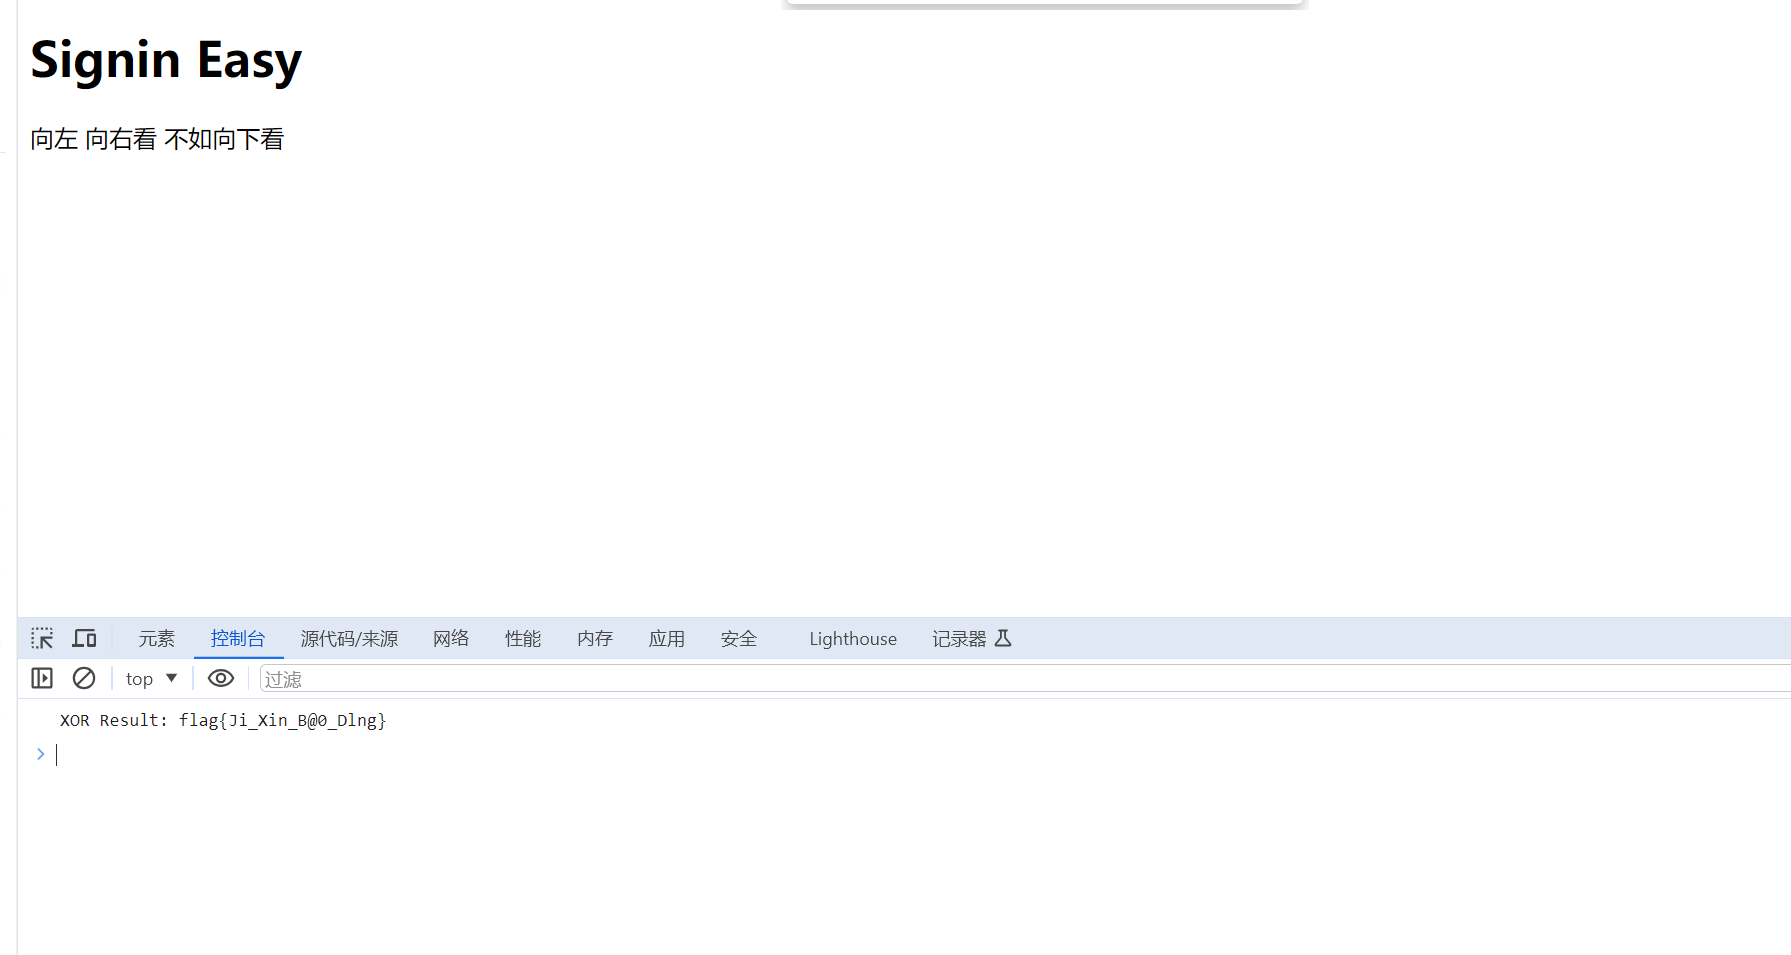 Signin Easy
向左 向右看 不如向下看
元素 控制台 源代码/来源 网络 性能 内存 应用 安全 Lighthouse 记录器
top 过滤
XOR Result: flag{Ji_Xin_B@0_Dlng}